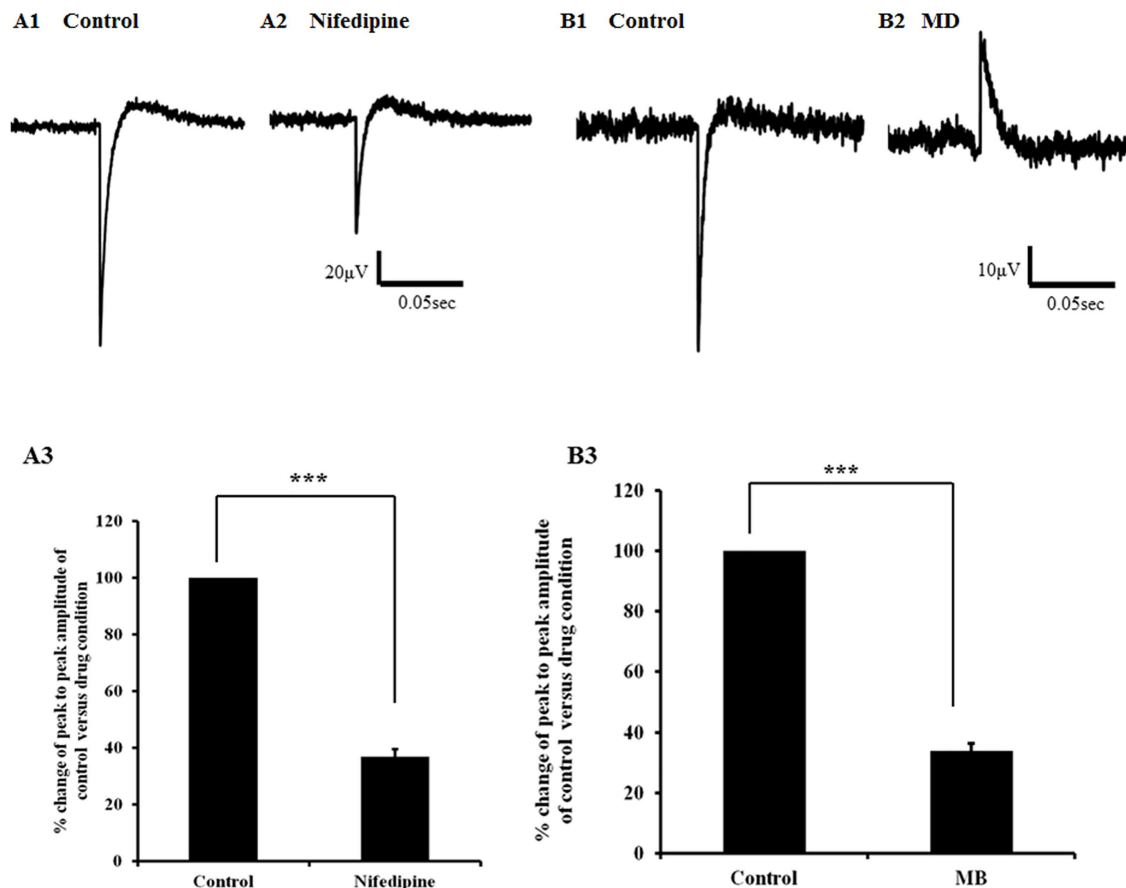 A1 Control
A2 Nifedipine
B1 Control
B2 MD
20µV
0.05sec
10µV
0.05sec
A3
***
% change of peak to peak amplitude of
control versus drug condition
120
100
80
60
40
20
0
Control
Nifedipine
B3
***
% change of peak to peak amplitude
of control versus drug condition
120
100
80
60
40
20
0
Control
MB